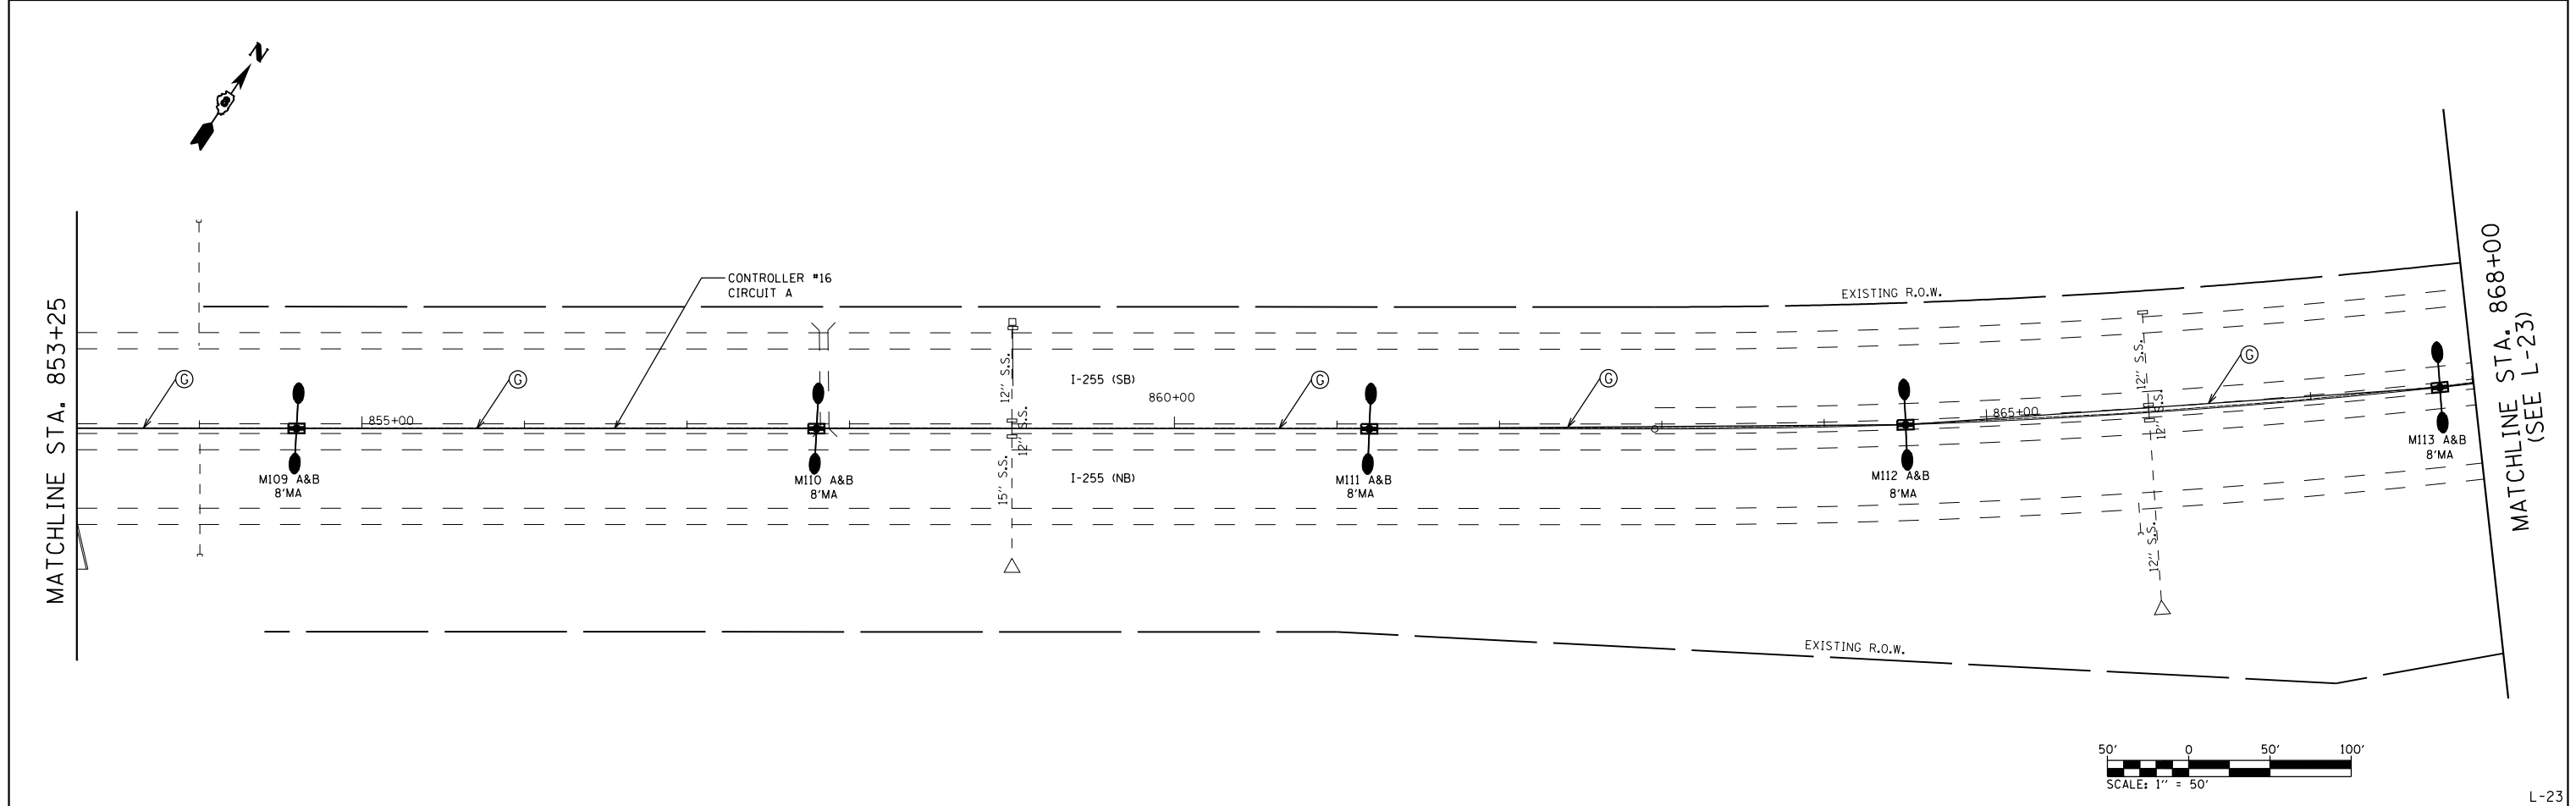 N
MATCHLINE STA. 853+25
CONTROLLER #16
CIRCUIT A
EXISTING R.O.W.
MATCHLINE STA. 868+00
(SEE L-23)
G
G
G
G
G
855+00
860+00
865+00
I-255 (SB)
I-255 (NB)
12" S.S.
12" S.S.
15" S.S.
12" S.S.
12" S.S.
12" S.S.
M109 A&B
8'MA
M110 A&B
8'MA
M111 A&B
8'MA
M112 A&B
8'MA
M113 A&B
8'MA
EXISTING R.O.W.
50' 0 50' 100'
SCALE: 1" = 50'
L-23